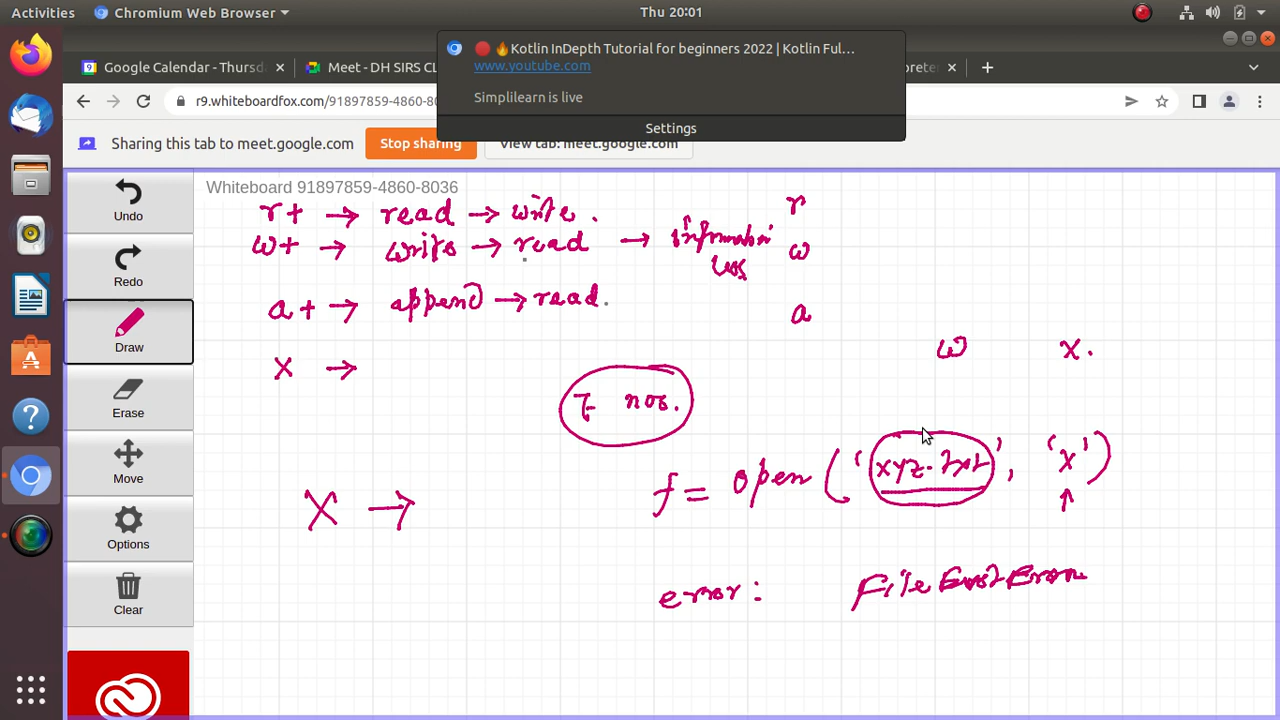 Activities
Chromium Web Browser
Thu 20:01
🔥Kotlin InDepth Tutorial for beginners 2022 | Kotlin Ful…
www.youtube.com
Simplilearn is live
Settings
Google Calendar - Thursd
Meet - DH SIRS CL
r9.whiteboardfox.com/91897859-4860-80
Sharing this tab to meet.google.com
Stop sharing
View tab: meet.google.com
Whiteboard 91897859-4860-8036
Undo
Redo
Draw
Erase
Move
Options
Clear
r+ → read → write.
r
w+ → write → read → information
loss
w
a+ → append → read.
a
w x.
x →
7 nos.
f = open('xyz.txt', 'x')
↑
X →
error: